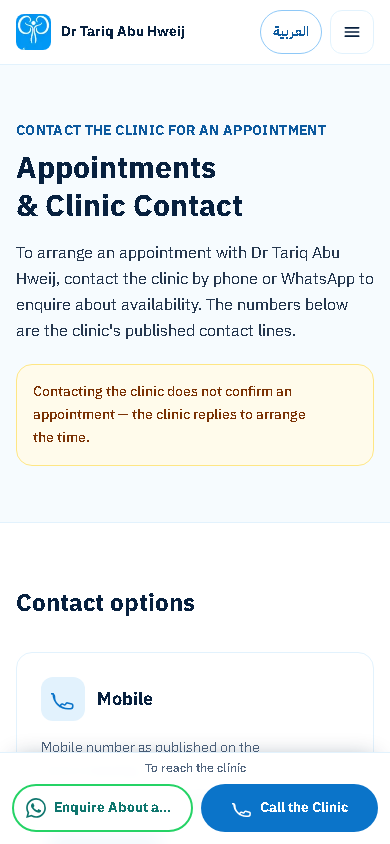 Dr Tariq Abu Hweij
العربية
CONTACT THE CLINIC FOR AN APPOINTMENT
Appointments
& Clinic Contact
To arrange an appointment with Dr Tariq Abu
Hweij, contact the clinic by phone or WhatsApp to
enquire about availability. The numbers below
are the clinic's published contact lines.
Contacting the clinic does not confirm an
appointment — the clinic replies to arrange
the time.
Contact options
Mobile
Mobile number as published on the
To reach the clinic
Enquire About a...
Call the Clinic